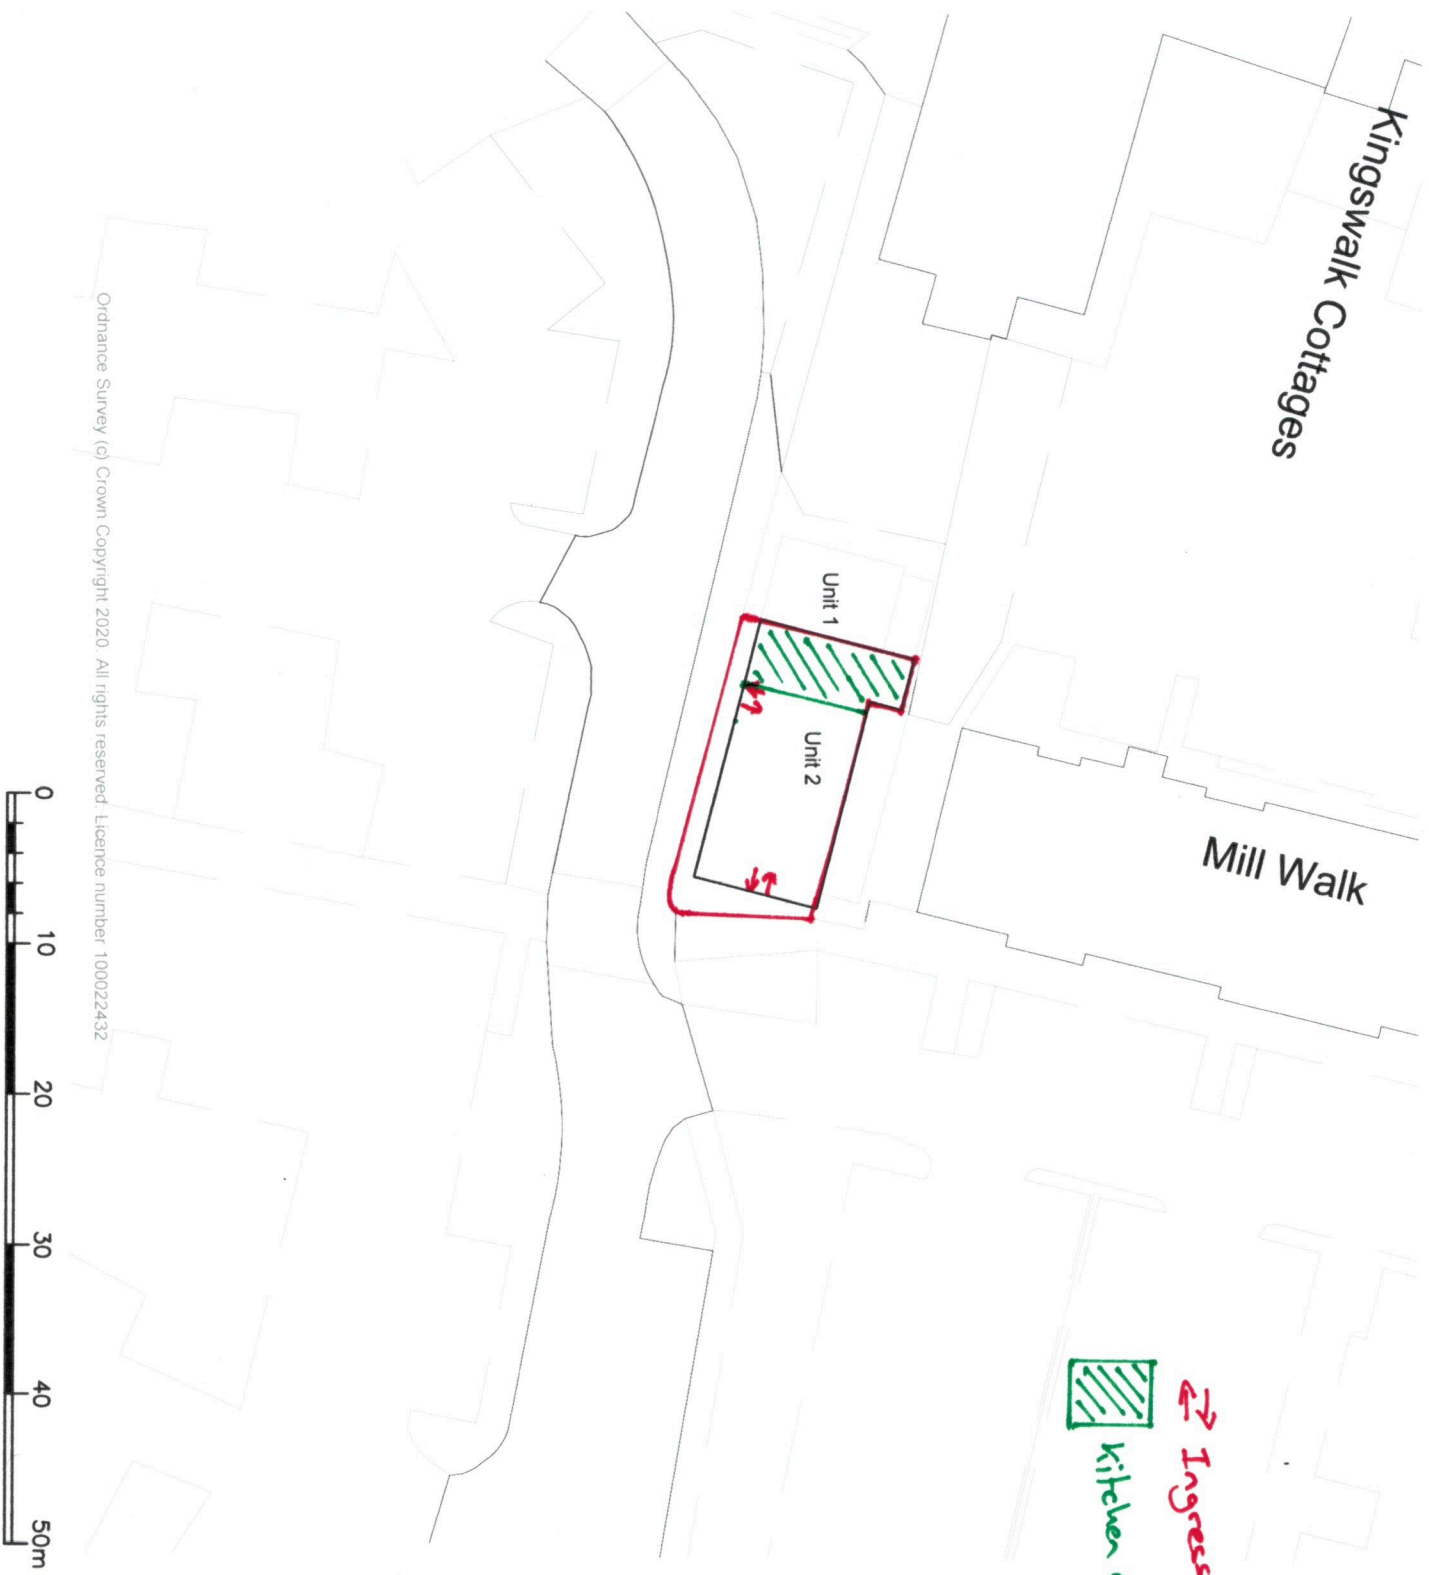 Kingswalk Cottages
Mill Walk
Unit 1
Unit 2
Ingress
Kitchen
0 10 20 30 40 50m
Ordnance Survey (c) Crown Copyright 2020. All rights reserved. Licence number 100022432